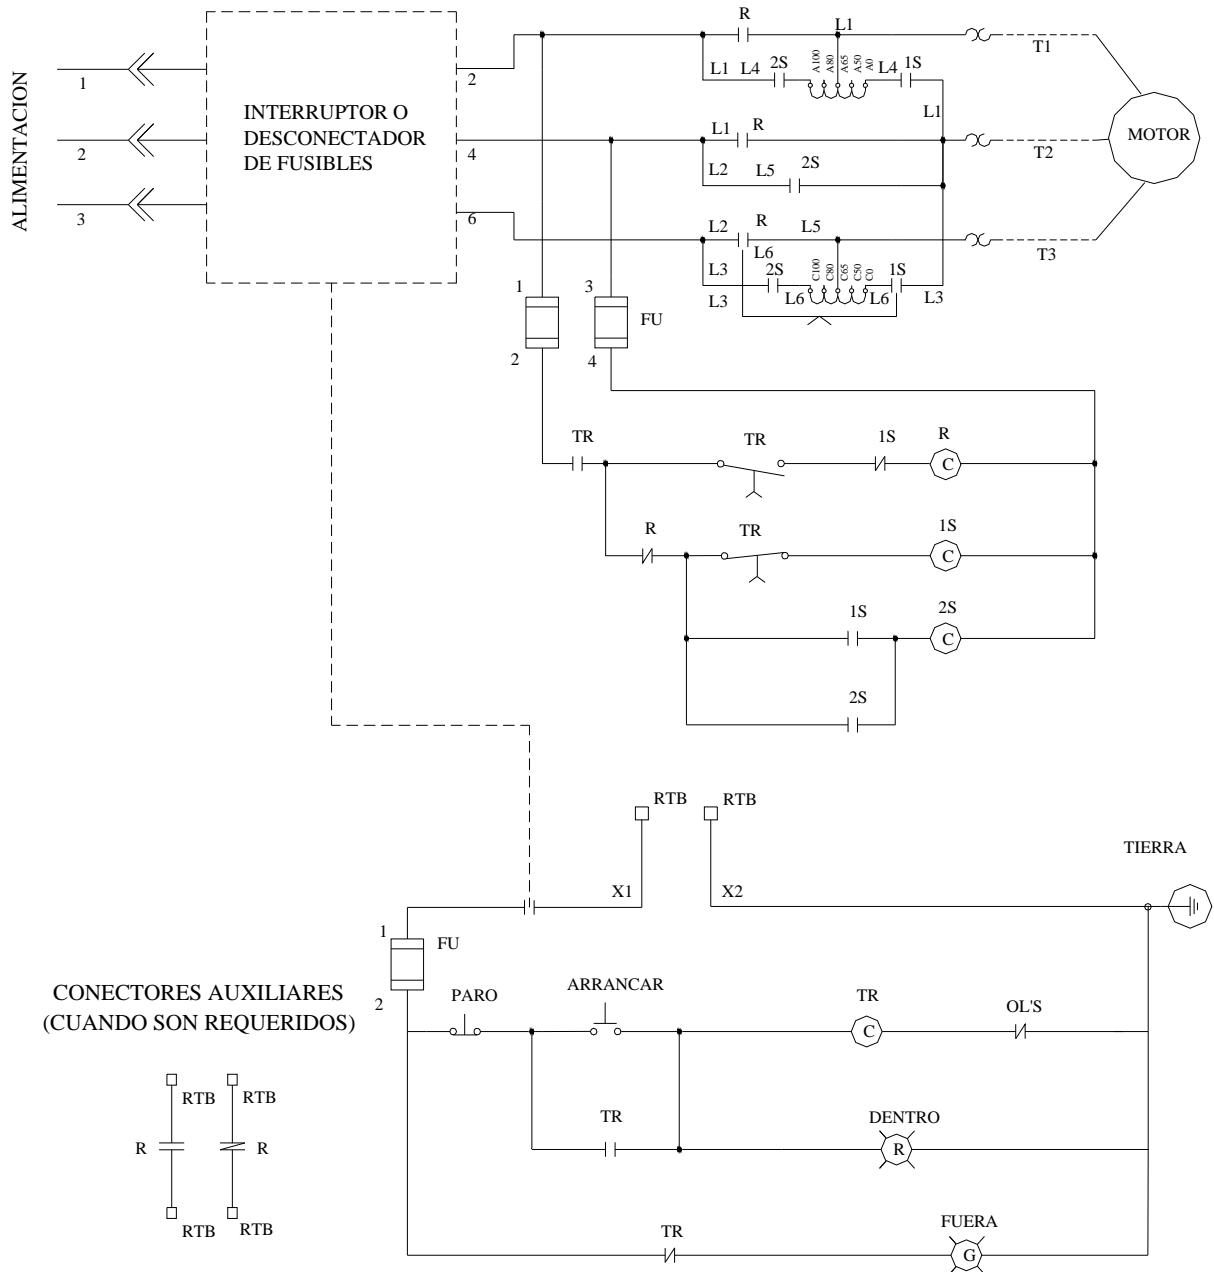 R
L1
T1
ALIMENTACION
1
2
3
INTERRUPTOR O
DESCONECTADOR
DE FUSIBLES
2
4
6
L1 L4 2S A100 A80 A65 A50 A0 L4 1S
L1
L1 R
MOTOR
T2
L2 L5 2S
L2 R L5
L6
T3
L3 2S C100 C80 C65 C50 C0 1S
L3 L6 L6 L3
1 3
FU
2 4
TR TR 1S R
C
R TR 1S
C
1S 2S
C
2S
RTB RTB
TIERRA
X1 X2
1
FU
2
CONECTORES AUXILIARES
(CUANDO SON REQUERIDOS)
PARO ARRANCAR TR OL'S
C
RTB RTB
R R
RTB RTB
TR DENTRO
R
TR FUERA
G